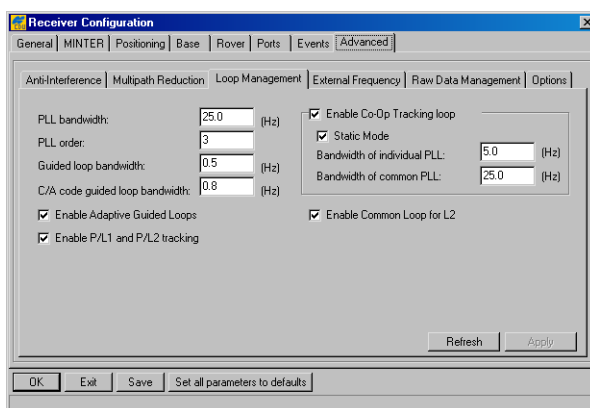 Receiver Configuration
General MINTER Positioning Base Rover Ports Events Advanced
Anti-Interference Multipath Reduction Loop Management External Frequency Raw Data Management Options
PLL bandwidth: 25.0 (Hz)
PLL order: 3
Guided loop bandwidth: 0.5 (Hz)
C/A code guided loop bandwidth: 0.8 (Hz)
Enable Adaptive Guided Loops
Enable P/L1 and P/L2 tracking
Enable Co-Op Tracking loop
Static Mode
Bandwidth of individual PLL: 5.0 (Hz)
Bandwidth of common PLL: 25.0 (Hz)
Enable Common Loop for L2
Refresh Apply
OK Exit Save Set all parameters to defaults